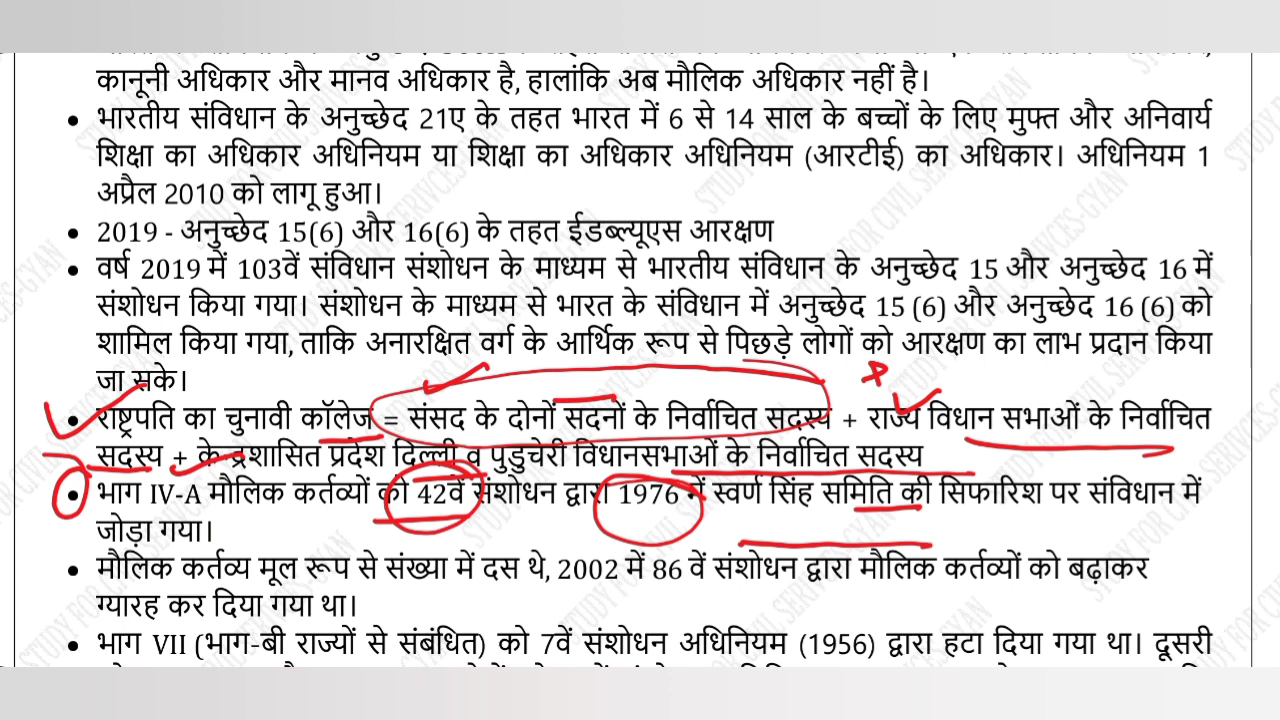 कानूनी अधिकार और मानव अधिकार है, हालांकि अब मौलिक अधिकार नहीं है।
• भारतीय संविधान के अनुच्छेद 21ए के तहत भारत में 6 से 14 साल के बच्चों के लिए मुफ्त और अनिवार्य
शिक्षा का अधिकार अधिनियम या शिक्षा का अधिकार अधिनियम (आरटीई) का अधिकार। अधिनियम 1
अप्रैल 2010 को लागू हुआ।
• 2019 - अनुच्छेद 15(6) और 16(6) के तहत ईडब्ल्यूएस आरक्षण
• वर्ष 2019 में 103वें संविधान संशोधन के माध्यम से भारतीय संविधान के अनुच्छेद 15 और अनुच्छेद 16 में
संशोधन किया गया। संशोधन के माध्यम से भारत के संविधान में अनुच्छेद 15 (6) और अनुच्छेद 16 (6) को
शामिल किया गया, ताकि अनारक्षित वर्ग के आर्थिक रूप से पिछड़े लोगों को आरक्षण का लाभ प्रदान किया
जा सके।
• राष्ट्रपति का चुनावी कॉलेज = संसद के दोनों सदनों के निर्वाचित सदस्य + राज्य विधान सभाओं के निर्वाचित
सदस्य + केन्द्रशासित प्रदेश दिल्ली व पुडुचेरी विधानसभाओं के निर्वाचित सदस्य
• भाग IV-A मौलिक कर्तव्यों को 42वें संशोधन द्वारा 1976 में स्वर्ण सिंह समिति की सिफारिश पर संविधान में
जोड़ा गया।
• मौलिक कर्तव्य मूल रूप से संख्या में दस थे, 2002 में 86 वें संशोधन द्वारा मौलिक कर्तव्यों को बढ़ाकर
ग्यारह कर दिया गया था।
• भाग VII (भाग-बी राज्यों से संबंधित) को 7वें संशोधन अधिनियम (1956) द्वारा हटा दिया गया था। दूसरी